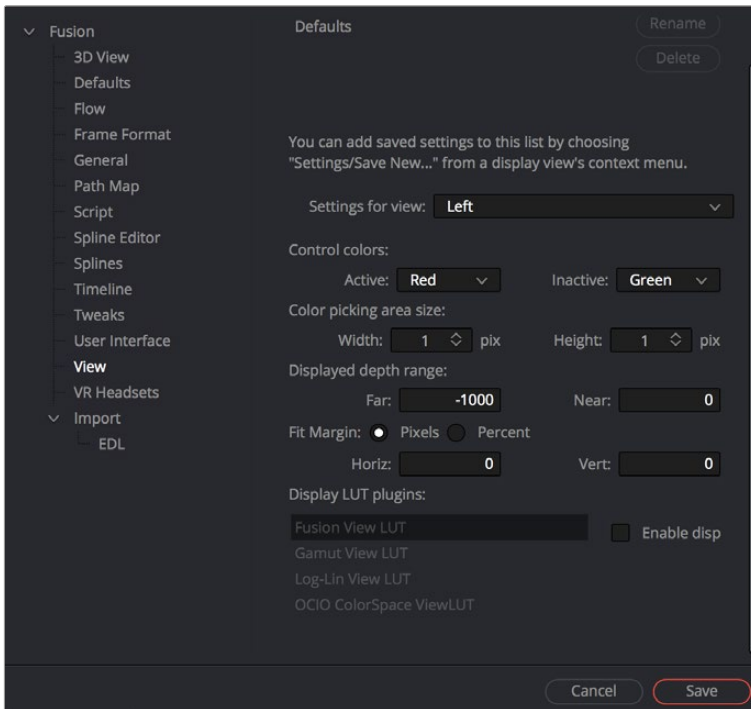 Fusion
3D View
Defaults
Flow
Frame Format
General
Path Map
Script
Spline Editor
Splines
Timeline
Tweaks
User Interface
View
VR Headsets
Import
EDL
Defaults
Rename
Delete
You can add saved settings to this list by choosing
"Settings/Save New..." from a display view's context menu.
Settings for view: Left
Control colors:
Active: Red Inactive: Green
Color picking area size:
Width: 1 pix Height: 1 pix
Displayed depth range:
Far: -1000 Near: 0
Fit Margin: Pixels Percent
Horiz: 0 Vert: 0
Display LUT plugins:
Fusion View LUT
Enable disp
Gamut View LUT
Log-Lin View LUT
OCIO ColorSpace ViewLUT
Cancel Save